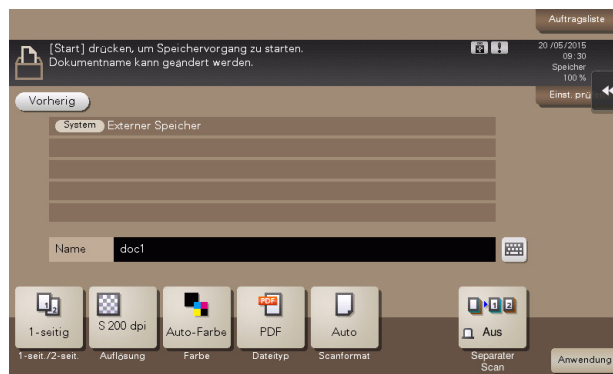 Auftragsliste
[Start] drücken, um Speichervorgang zu starten.
Dokumentname kann geändert werden.
20 /05/2015
09:30
Speicher
100 %
Vorherig
Einst. prü
System Externer Speicher
Name doc1
1-seitig
S 200 dpi
Auto-Farbe
PDF
PDF
Auto
Aus
1-seit./2-seit.
Auflösung
Farbe
Dateityp
Scanformat
Separater
Scan
Anwendung